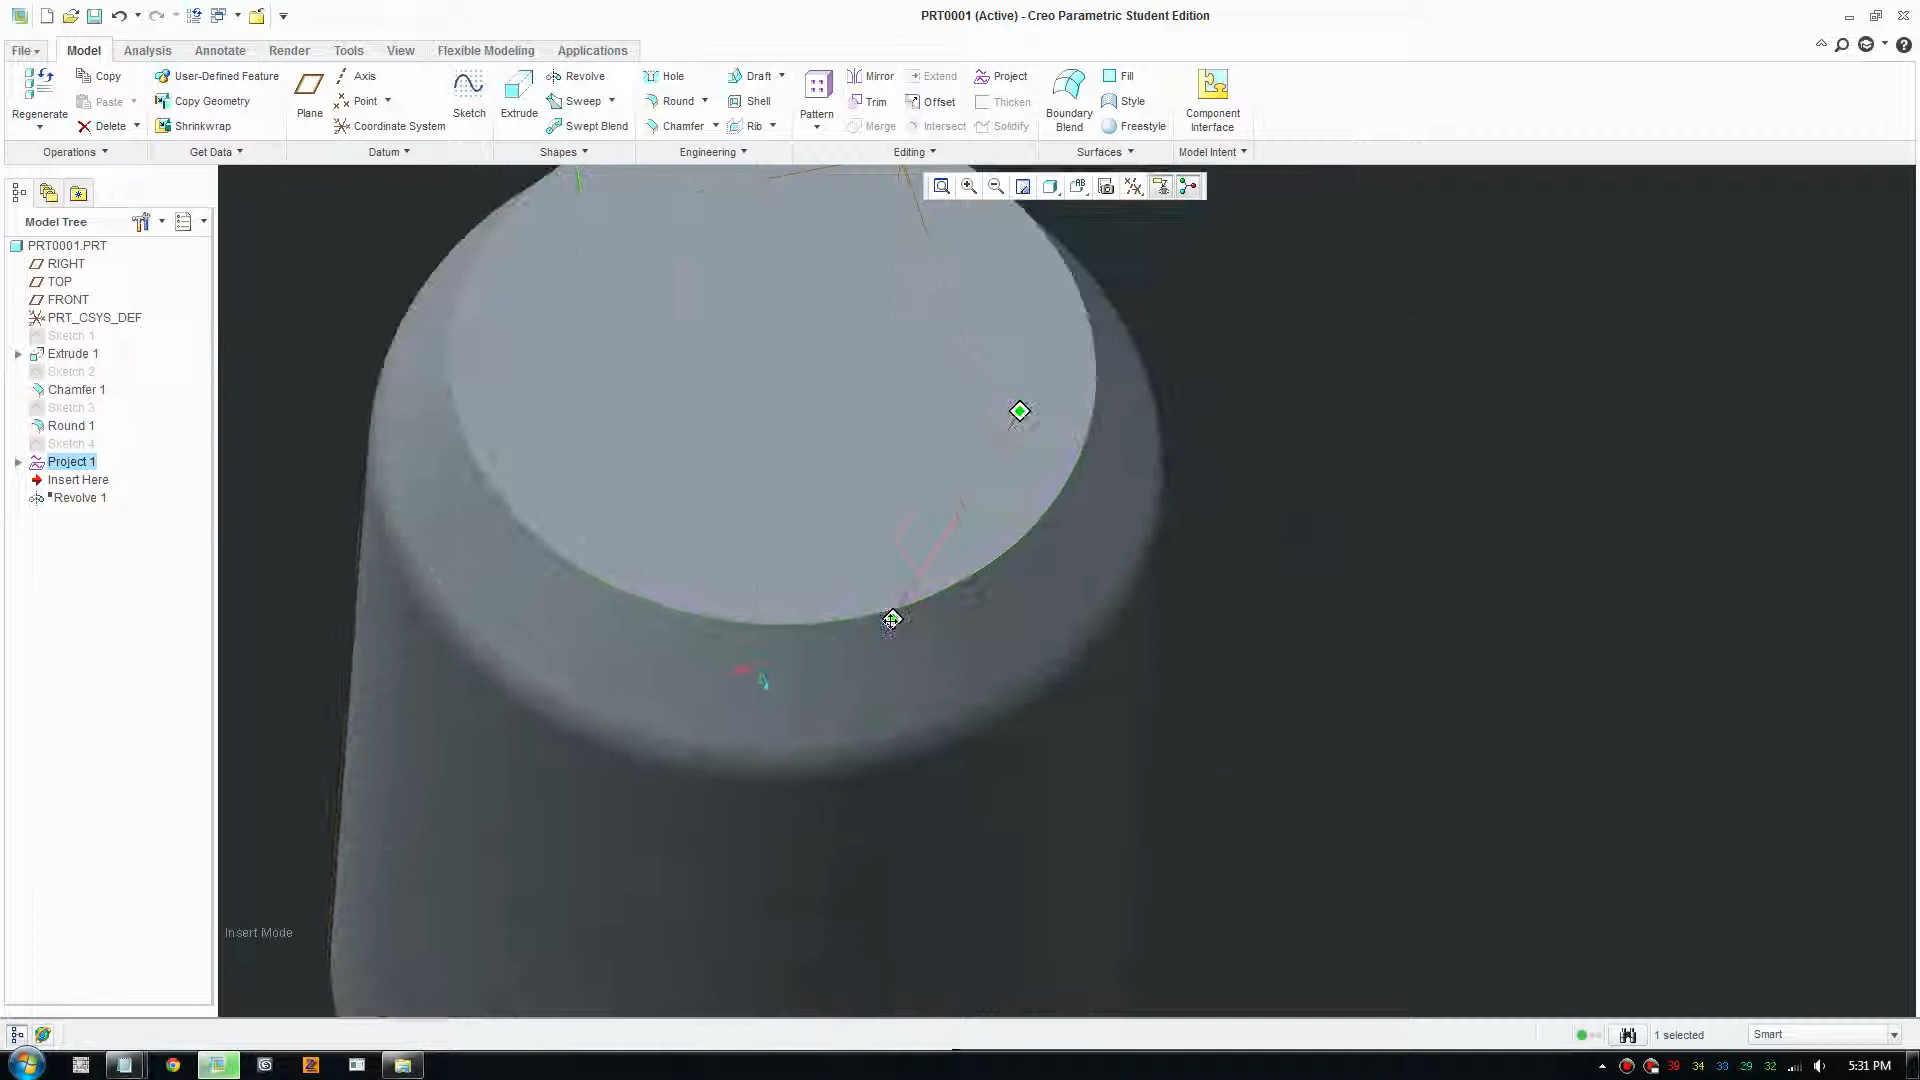 PRT0001 (Active) - Creo Parametric Student Edition
File Model Analysis Annotate Render Tools View Flexible Modeling Applications
Regenerate
Copy
Paste
Delete
User-Defined Feature
Copy Geometry
Shrinkwrap
Plane
Axis
Point
Coordinate System
Sketch
Extrude
Revolve
Sweep
Swept Blend
Hole
Round
Chamfer
Draft
Shell
Rib
Pattern
Mirror
Trim
Merge
Extend
Offset
Intersect
Project
Thicken
Solidify
Boundary
Blend
Fill
Style
Freestyle
Component
Interface
Operations Get Data Datum Shapes Engineering Editing Surfaces Model Intent
Model Tree
PRT0001.PRT
RIGHT
TOP
FRONT
PRT_CSYS_DEF
Sketch 1
Extrude 1
Sketch 2
Chamfer 1
Sketch 3
Round 1
Sketch 4
Project 1
Insert Here
Revolve 1
Insert Mode
1 selected
Smart
39 34 33 29 32 5:31 PM